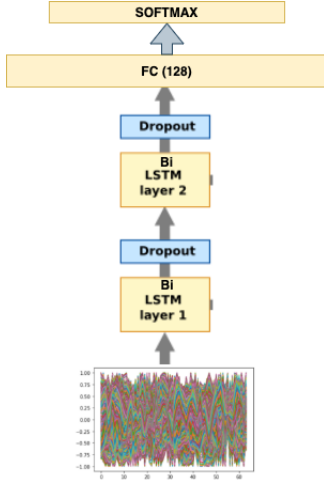 SOFTMAX
FC (128)
Dropout
Bi
LSTM
layer 2
Dropout
Bi
LSTM
layer 1
1.00
0.75
0.50
0.25
0.00
-0.25
-0.50
-0.75
-1.00
0 10 20 30 40 50 60